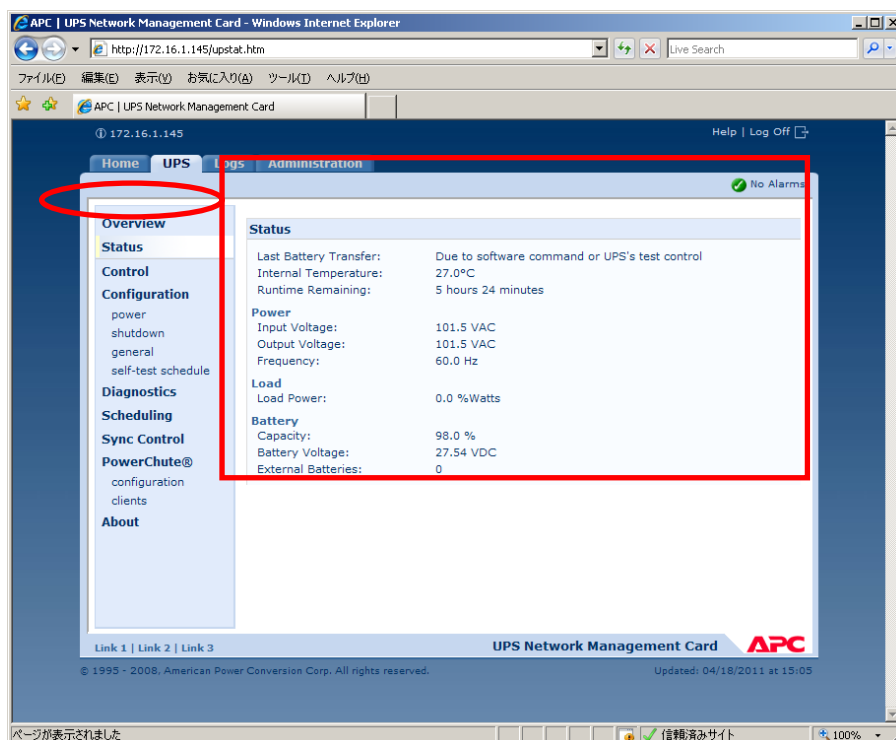 APC | UPS Network Management Card - Windows Internet Explorer
http://172.16.1.145/upstat.htm
Live Search
ファイル(F) 編集(E) 表示(V) お気に入り(A) ツール(T) ヘルプ(H)
APC | UPS Network Management Card
172.16.1.145
Help | Log Off
Home UPS Logs Administration
No Alarms
Overview
Status
Control
Configuration
power
shutdown
general
self-test schedule
Diagnostics
Scheduling
Sync Control
PowerChute®
configuration
clients
About
Status
Last Battery Transfer: Due to software command or UPS's test control
Internal Temperature: 27.0°C
Runtime Remaining: 5 hours 24 minutes
Power
Input Voltage: 101.5 VAC
Output Voltage: 101.5 VAC
Frequency: 60.0 Hz
Load
Load Power: 0.0 %Watts
Battery
Capacity: 98.0 %
Battery Voltage: 27.54 VDC
External Batteries: 0
Link 1 | Link 2 | Link 3
UPS Network Management Card APC
© 1995 - 2008, American Power Conversion Corp. All rights reserved.
Updated: 04/18/2011 at 15:05
ページが表示されました
信頼済みサイト
100%